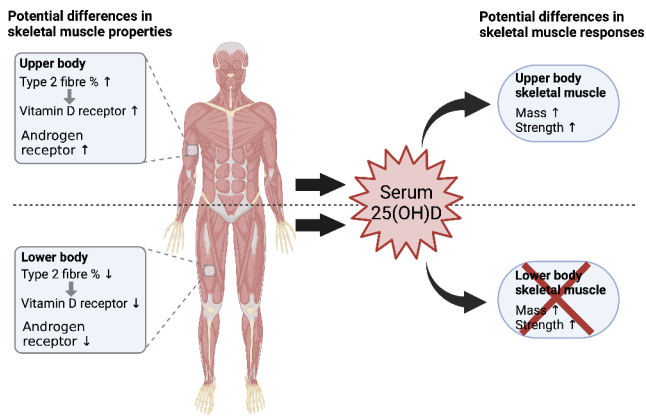 Potential differences in
skeletal muscle properties
Upper body
Type 2 fibre % ↑
Vitamin D receptor ↑
Androgen
receptor ↑
Lower body
Type 2 fibre % ↓
Vitamin D receptor ↓
Androgen
receptor ↓
Serum
25(OH)D
Potential differences in
skeletal muscle responses
Upper body
skeletal muscle
Mass ↑
Strength ↑
Lower body
skeletal muscle
Mass ↑
Strength ↑